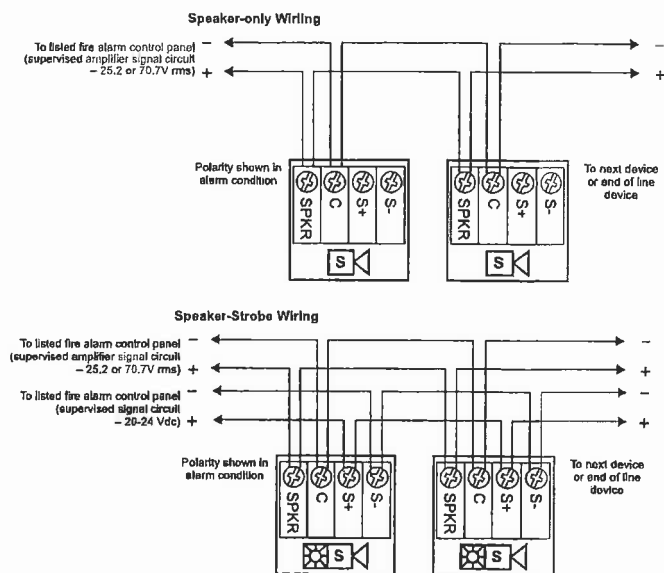 Speaker-only Wiring
To listed fire alarm control panel
(supervised amplifier signal circuit
– 25.2 or 70.7V rms)
−
+
−
+
Polarity shown in
alarm condition
SPKR
C
S+
S-
S
SPKR
C
S+
S-
S
To next device
or end of line
device
Speaker-Strobe Wiring
To listed fire alarm control panel
(supervised amplifier signal circuit
– 25.2 or 70.7V rms)
−
+
To listed fire alarm control panel
(supervised signal circuit
– 20-24 Vdc)
−
+
−
+
−
+
Polarity shown in
alarm condition
SPKR
C
S+
S-
S
SPKR
C
S+
S-
S
To next device
or end of line
device